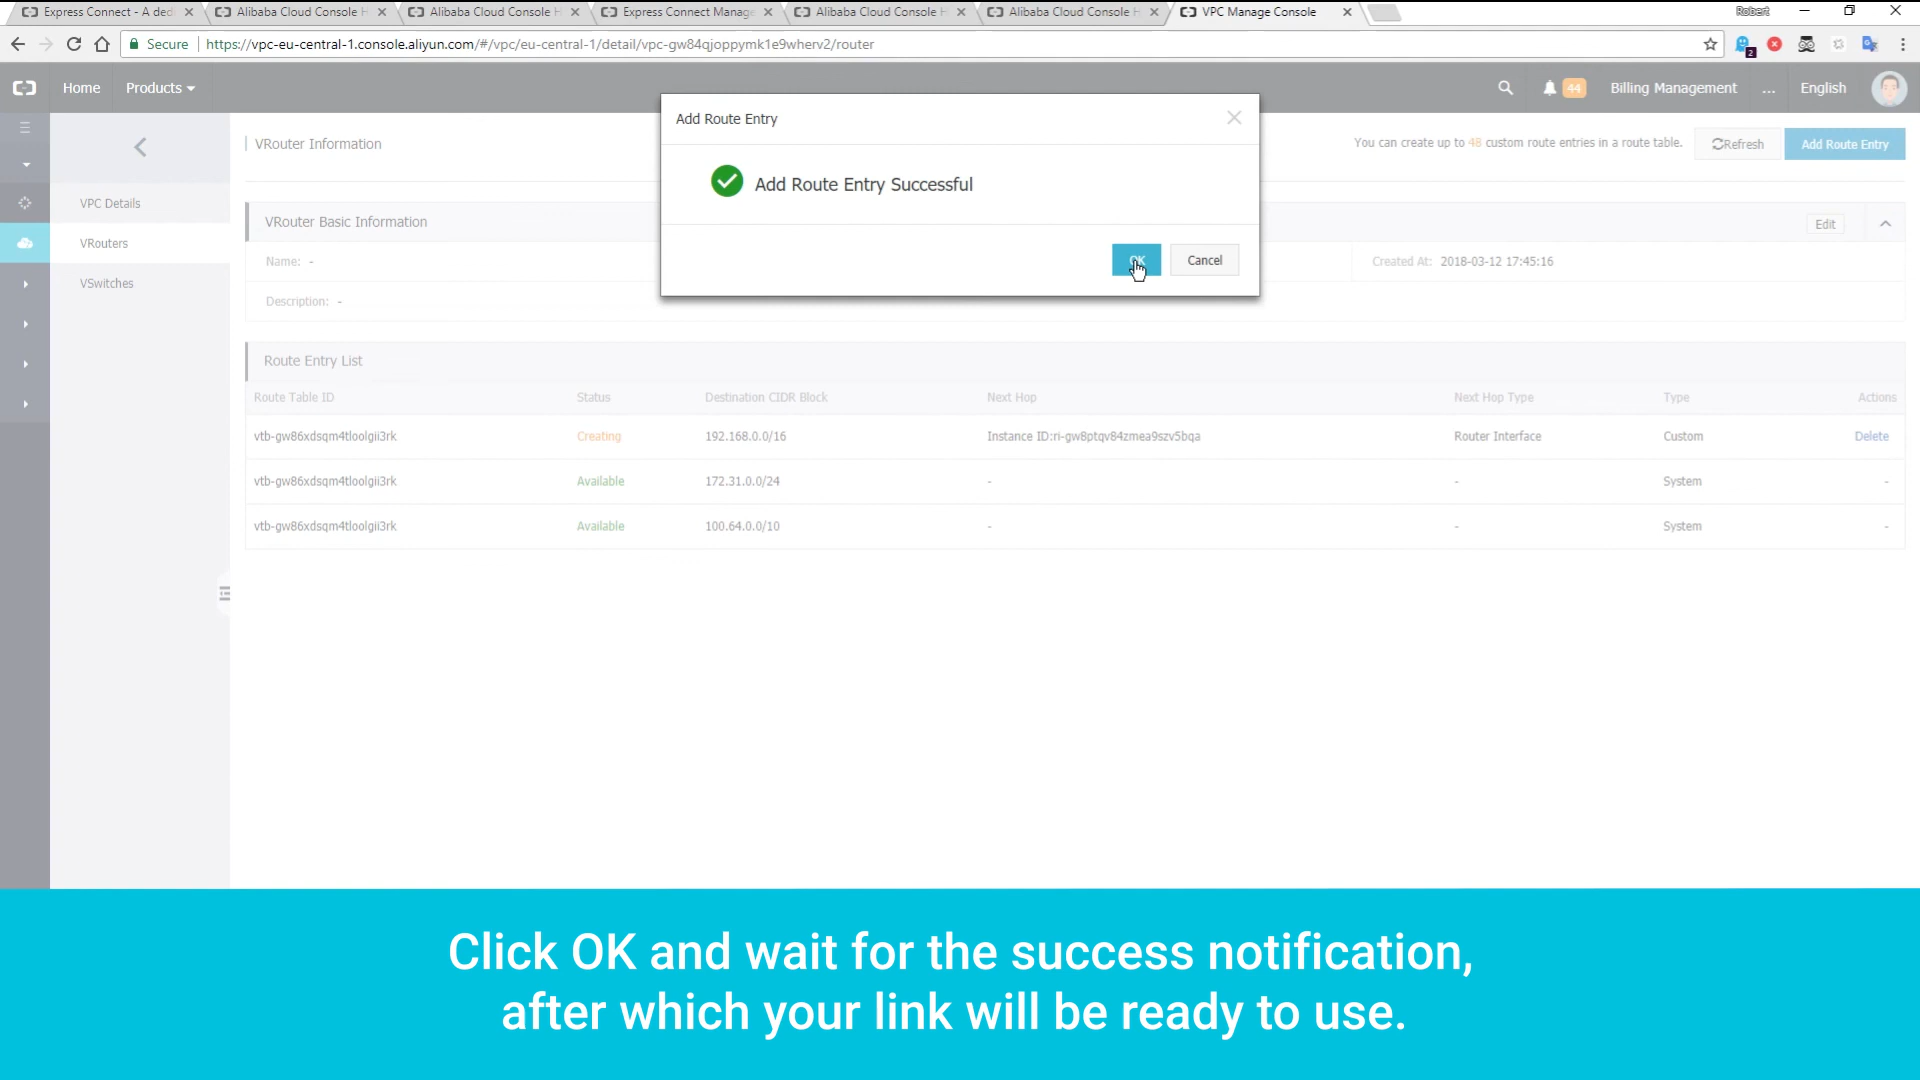 Express Connect - A ded
Alibaba Cloud Console H
Alibaba Cloud Console H
Express Connect Manage
Alibaba Cloud Console H
Alibaba Cloud Console H
VPC Manage Console
Robert
Secure
https://vpc-eu-central-1.console.aliyun.com/#/vpc/eu-central-1/detail/vpc-gw84qjoppymk1e9wherv2/router
2
Home
Products
44
Billing Management
...
English
Add Route Entry
Add Route Entry Successful
OK
Cancel
VRouter Information
You can create up to 48 custom route entries in a route table.
Refresh
Add Route Entry
VPC Details
VRouters
VSwitches
VRouter Basic Information
Edit
Name: -
Created At: 2018-03-12 17:45:16
Description: -
Route Entry List
Route Table ID Status Destination CIDR Block Next Hop Next Hop Type Type Actions
vtb-gw86xdsqm4tloolgii3rk Creating 192.168.0.0/16 Instance ID:ri-gw8ptqv84zmea9szv5bqa Router Interface Custom Delete
vtb-gw86xdsqm4tloolgii3rk Available 172.31.0.0/24 - - System -
vtb-gw86xdsqm4tloolgii3rk Available 100.64.0.0/10 - - System -
Click OK and wait for the success notification,
after which your link will be ready to use.